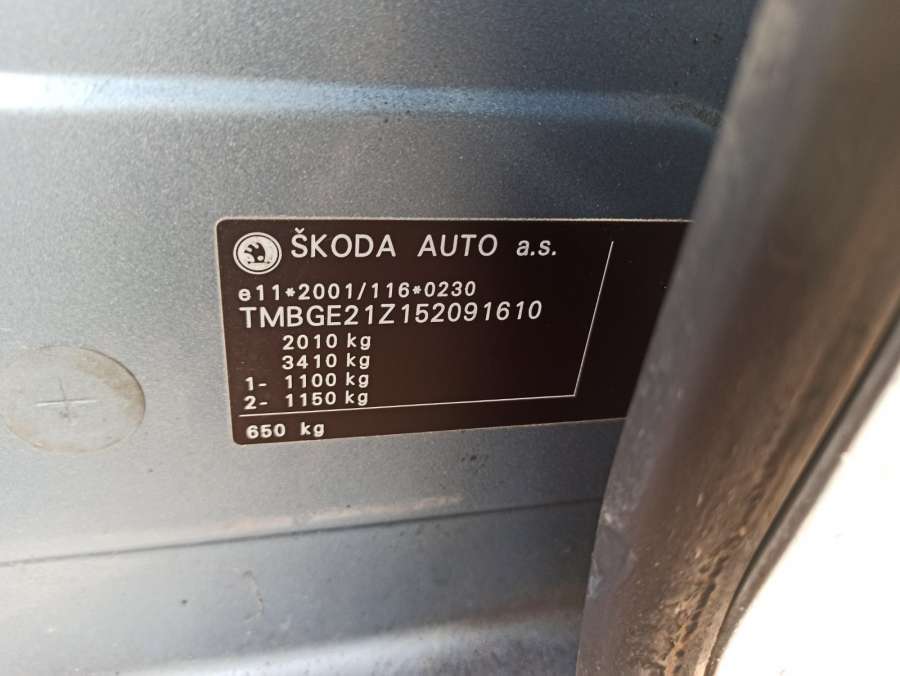 ŠKODA AUTO a.s.
e11*2001/116*0230
TMBGE21Z152091610
2010 kg
3410 kg
1- 1100 kg
2- 1150 kg
650 kg